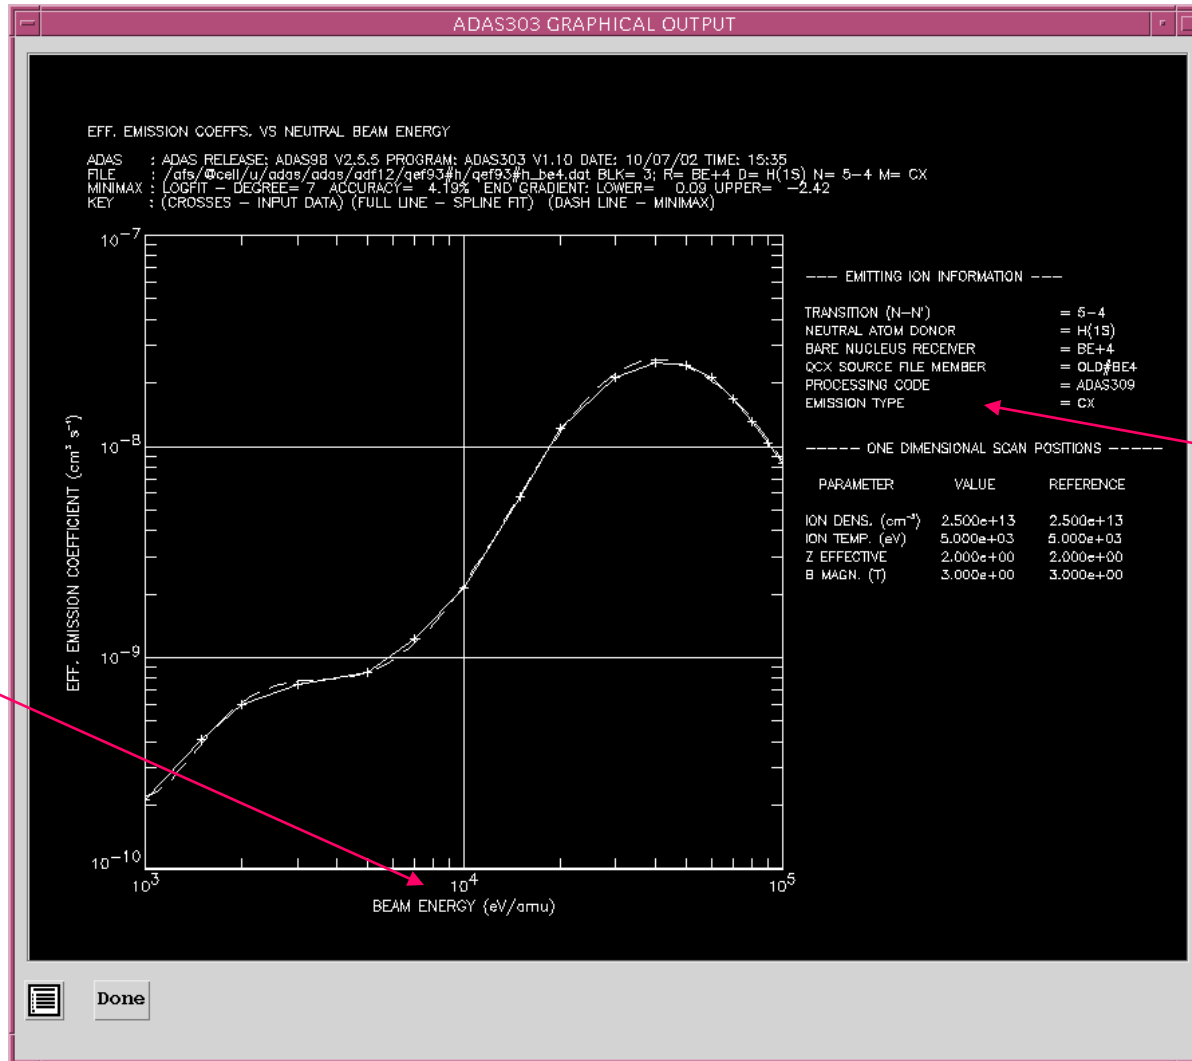 ADAS303 GRAPHICAL OUTPUT
EFF. EMISSION COEFFS. VS NEUTRAL BEAM ENERGY
ADAS : ADAS RELEASE: ADAS98 V2.5.5 PROGRAM: ADAS303 V1.10 DATE: 10/07/02 TIME: 15:35
FILE : /afs/@cell/u/adas/adas/adf12/qef93#h/qef93#h_be4.dat BLK= 3; R= BE+4 D= H(1S) N= 5-4 M= CX
MINIMAX : LOGFIT - DEGREE= 7 ACCURACY= 4.19% END GRADIENT: LOWER= 0.09 UPPER= -2.42
KEY : (CROSSES - INPUT DATA) (FULL LINE - SPLINE FIT) (DASH LINE - MINIMAX)
10⁻⁷
10⁻⁸
10⁻⁹
10⁻¹⁰
EFF. EMISSION COEFFICIENT (cm³ s⁻¹)
10³ 10⁴ 10⁵
BEAM ENERGY (eV/amu)
--- EMITTING ION INFORMATION ---
TRANSITION (N-N') = 5-4
NEUTRAL ATOM DONOR = H(1S)
BARE NUCLEUS RECEIVER = BE+4
QCX SOURCE FILE MEMBER = OLD#BE4
PROCESSING CODE = ADAS309
EMISSION TYPE = CX
----- ONE DIMENSIONAL SCAN POSITIONS -----
PARAMETER VALUE REFERENCE
ION DENS. (cm⁻³) 2.500e+13 2.500e+13
ION TEMP. (eV) 5.000e+03 5.000e+03
Z EFFECTIVE 2.000e+00 2.000e+00
B MAGN. (T) 3.000e+00 3.000e+00
Done